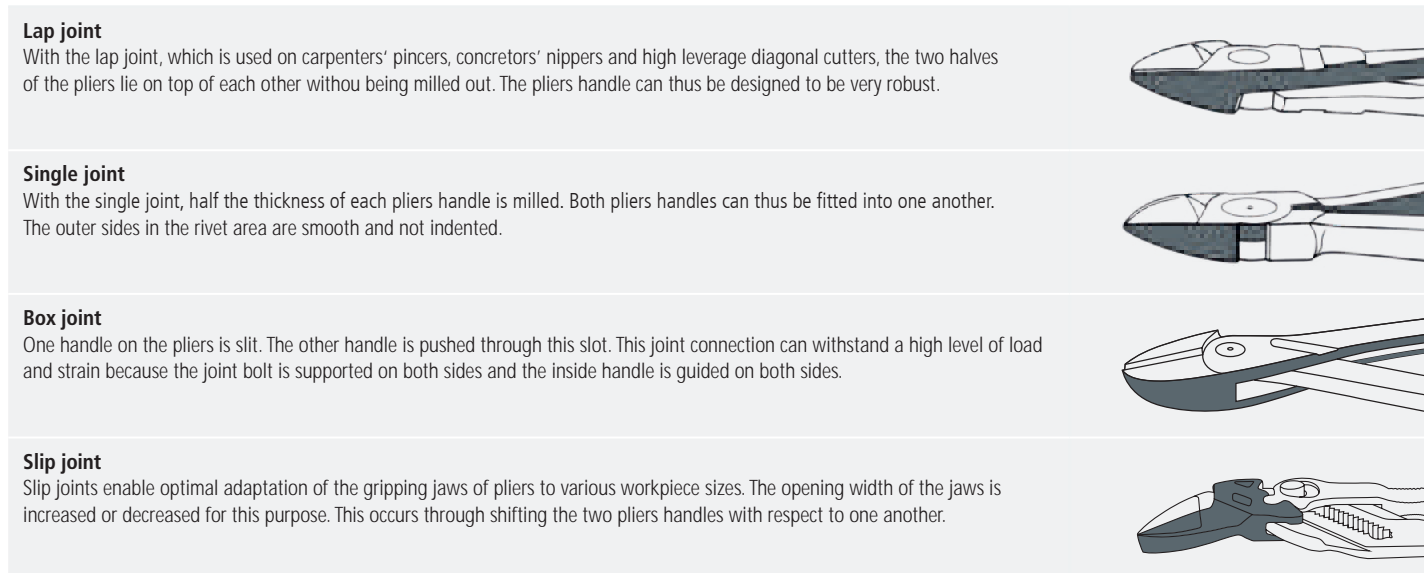 Lap joint
With the lap joint, which is used on carpenters‘ pincers, concretors’ nippers and high leverage diagonal cutters, the two halves
of the pliers lie on top of each other withou being milled out. The pliers handle can thus be designed to be very robust.
Single joint
With the single joint, half the thickness of each pliers handle is milled. Both pliers handles can thus be fitted into one another.
The outer sides in the rivet area are smooth and not indented.
Box joint
One handle on the pliers is slit. The other handle is pushed through this slot. This joint connection can withstand a high level of load
and strain because the joint bolt is supported on both sides and the inside handle is guided on both sides.
Slip joint
Slip joints enable optimal adaptation of the gripping jaws of pliers to various workpiece sizes. The opening width of the jaws is
increased or decreased for this purpose. This occurs through shifting the two pliers handles with respect to one another.